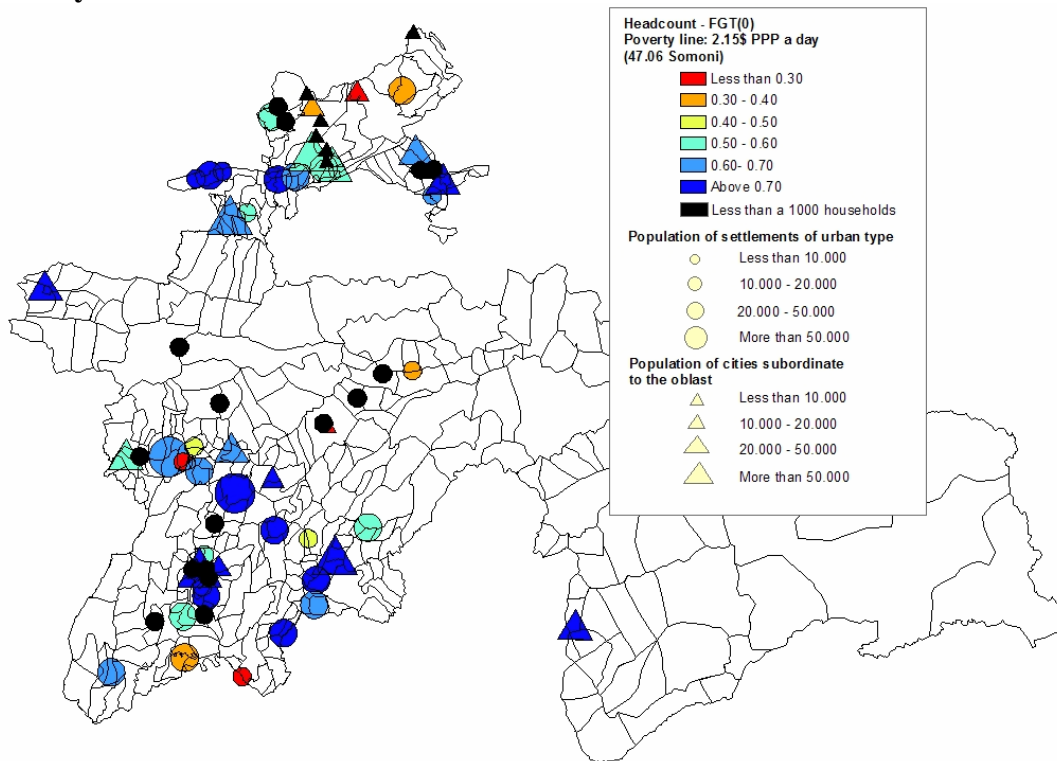 Headcount - FGT(0)
Poverty line: 2.15$ PPP a day
(47.06 Somoni)
Less than 0.30
0.30 - 0.40
0.40 - 0.50
0.50 - 0.60
0.60- 0.70
Above 0.70
Less than a 1000 households
Population of settlements of urban type
Less than 10.000
10.000 - 20.000
20.000 - 50.000
More than 50.000
Population of cities subordinate
to the oblast
Less than 10.000
10.000 - 20.000
20.000 - 50.000
More than 50.000